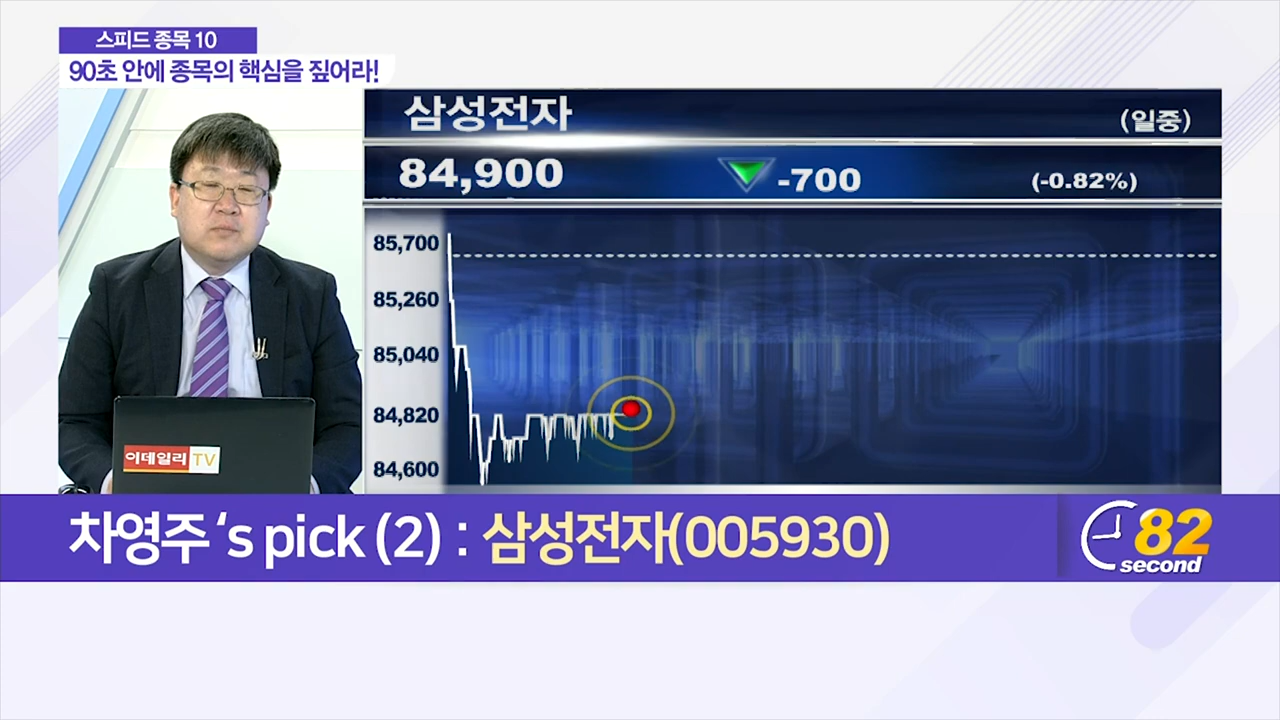 스피드 종목 10
90초 안에 종목의 핵심을 짚어라!
삼성전자
(일중)
84,900
-700
(-0.82%)
85,700
85,260
85,040
84,820
84,600
이데일리 TV
차영주 ‘s pick (2) : 삼성전자(005930)
82
second